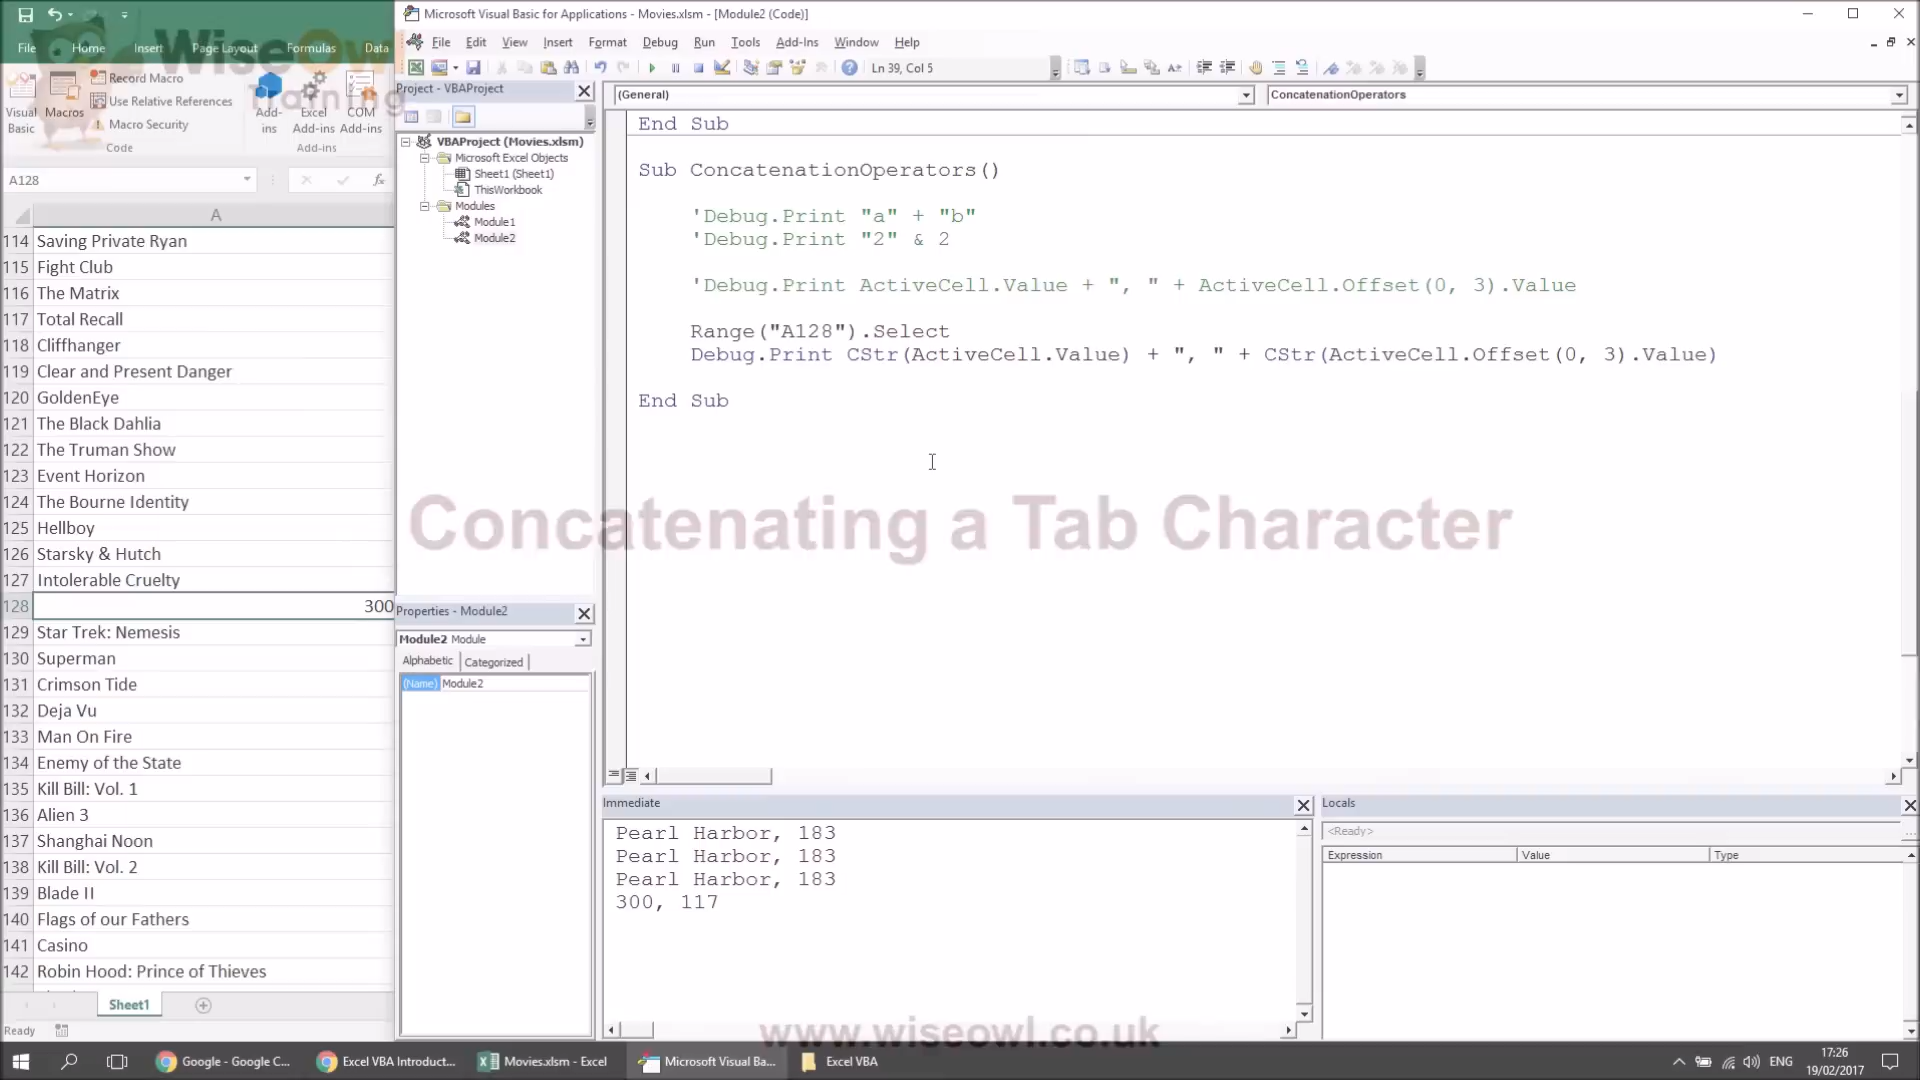 Microsoft Visual Basic for Applications - Movies.xlsm - [Module2 (Code)]
WiseOwl
Training
File Home Insert Page Layout Formulas Data
File Edit View Insert Format Debug Run Tools Add-Ins Window Help
Ln 39, Col 5
Visual Basic
Macros
Record Macro
Use Relative References
Macro Security
Code
Add-ins
Excel Add-ins
COM Add-ins
Add-ins
A128
fx
A
114 Saving Private Ryan
115 Fight Club
116 The Matrix
117 Total Recall
118 Cliffhanger
119 Clear and Present Danger
120 GoldenEye
121 The Black Dahlia
122 The Truman Show
123 Event Horizon
124 The Bourne Identity
125 Hellboy
126 Starsky & Hutch
127 Intolerable Cruelty
128 300
129 Star Trek: Nemesis
130 Superman
131 Crimson Tide
132 Deja Vu
133 Man On Fire
134 Enemy of the State
135 Kill Bill: Vol. 1
136 Alien 3
137 Shanghai Noon
138 Kill Bill: Vol. 2
139 Blade II
140 Flags of our Fathers
141 Casino
142 Robin Hood: Prince of Thieves
Sheet1
Ready
Project - VBAProject
VBAProject (Movies.xlsm)
Microsoft Excel Objects
Sheet1 (Sheet1)
ThisWorkbook
Modules
Module1
Module2
Properties - Module2
Module2 Module
Alphabetic Categorized
(Name) Module2
(General)
ConcatenationOperators
End Sub
Sub ConcatenationOperators()
'Debug.Print "a" + "b"
'Debug.Print "2" & 2
'Debug.Print ActiveCell.Value + ", " + ActiveCell.Offset(0, 3).Value
Range("A128").Select
Debug.Print CStr(ActiveCell.Value) + ", " + CStr(ActiveCell.Offset(0, 3).Value)
End Sub
Concatenating a Tab Character
Immediate
Pearl Harbor, 183
Pearl Harbor, 183
Pearl Harbor, 183
300, 117
Locals
<Ready>
Expression Value Type
www.wiseowl.co.uk
Google - Google C...
Excel VBA Introduct...
Movies.xlsm - Excel
Microsoft Visual Ba...
Excel VBA
ENG
17:26
19/02/2017